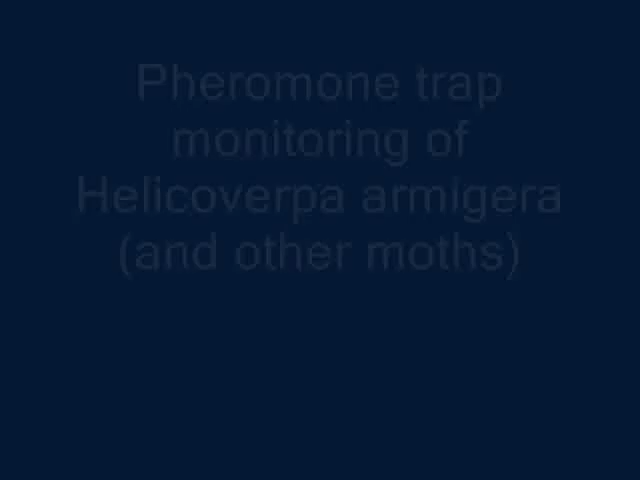 Pheromone trap
monitoring of
Helicoverpa armigera
(and other moths)